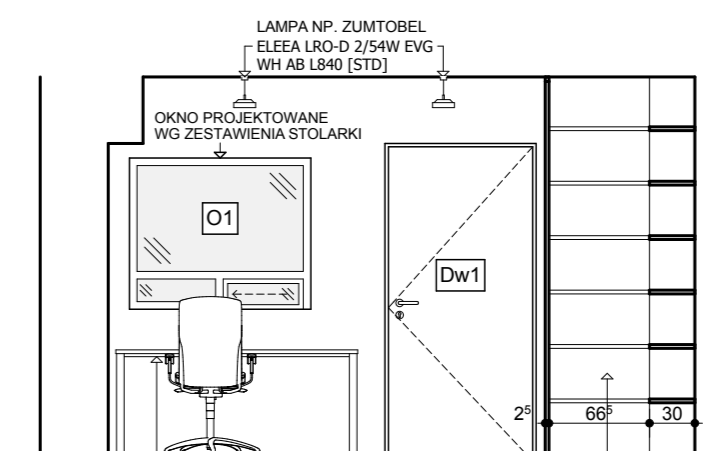 LAMPA NP. ZUMTOBEL
ELEEA LRO-D 2/54W EVG
WH AB L840 [STD]
OKNO PROJEKTOWANE
WG ZESTAWIENIA STOLARKI
O1
Dw1
2⁵ 66⁵ 30